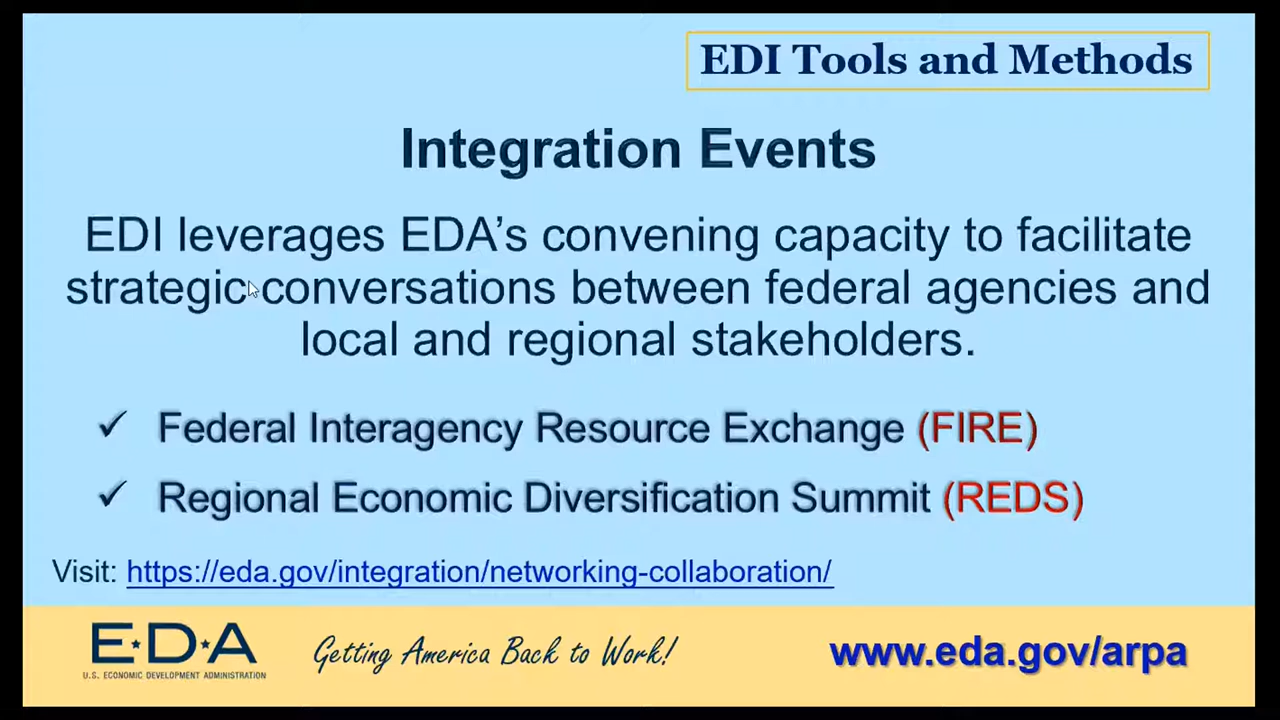 EDI Tools and Methods
Integration Events
EDI leverages EDA’s convening capacity to facilitate
strategic conversations between federal agencies and
local and regional stakeholders.
✓ Federal Interagency Resource Exchange (FIRE)
✓ Regional Economic Diversification Summit (REDS)
Visit: https://eda.gov/integration/networking-collaboration/
E★D★A
U.S. ECONOMIC DEVELOPMENT ADMINISTRATION
Getting America Back to Work!
www.eda.gov/arpa